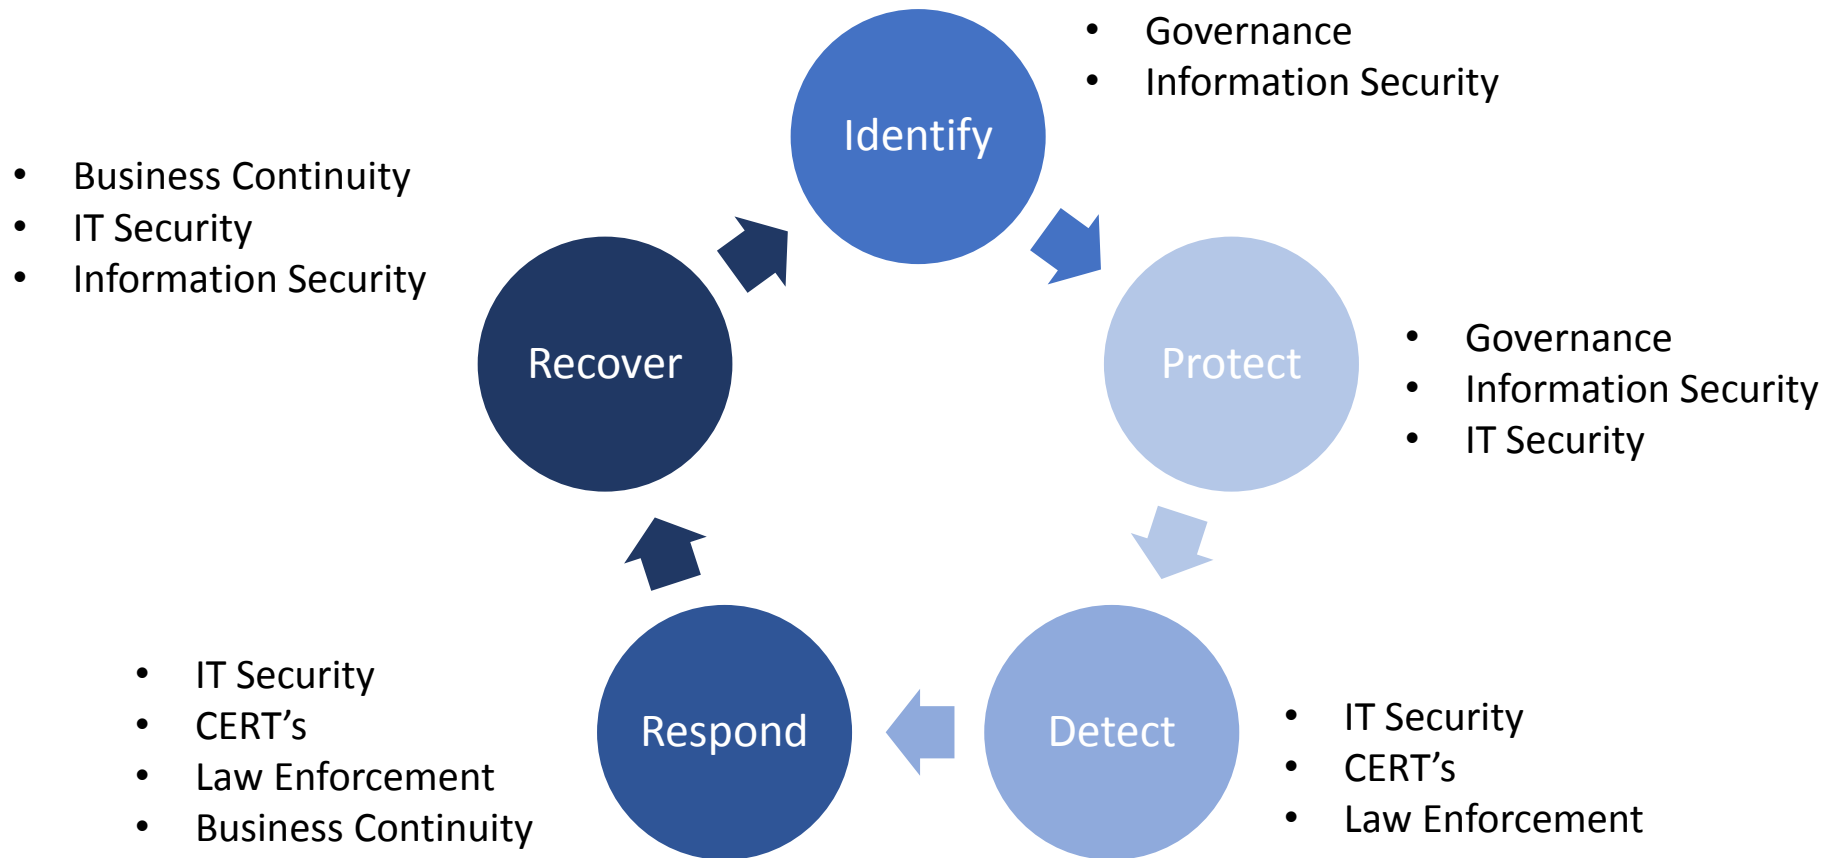 Identify
• Governance
• Information Security
Protect
• Governance
• Information Security
• IT Security
Detect
• IT Security
• CERT’s
• Law Enforcement
Respond
• IT Security
• CERT’s
• Law Enforcement
• Business Continuity
Recover
• Business Continuity
• IT Security
• Information Security